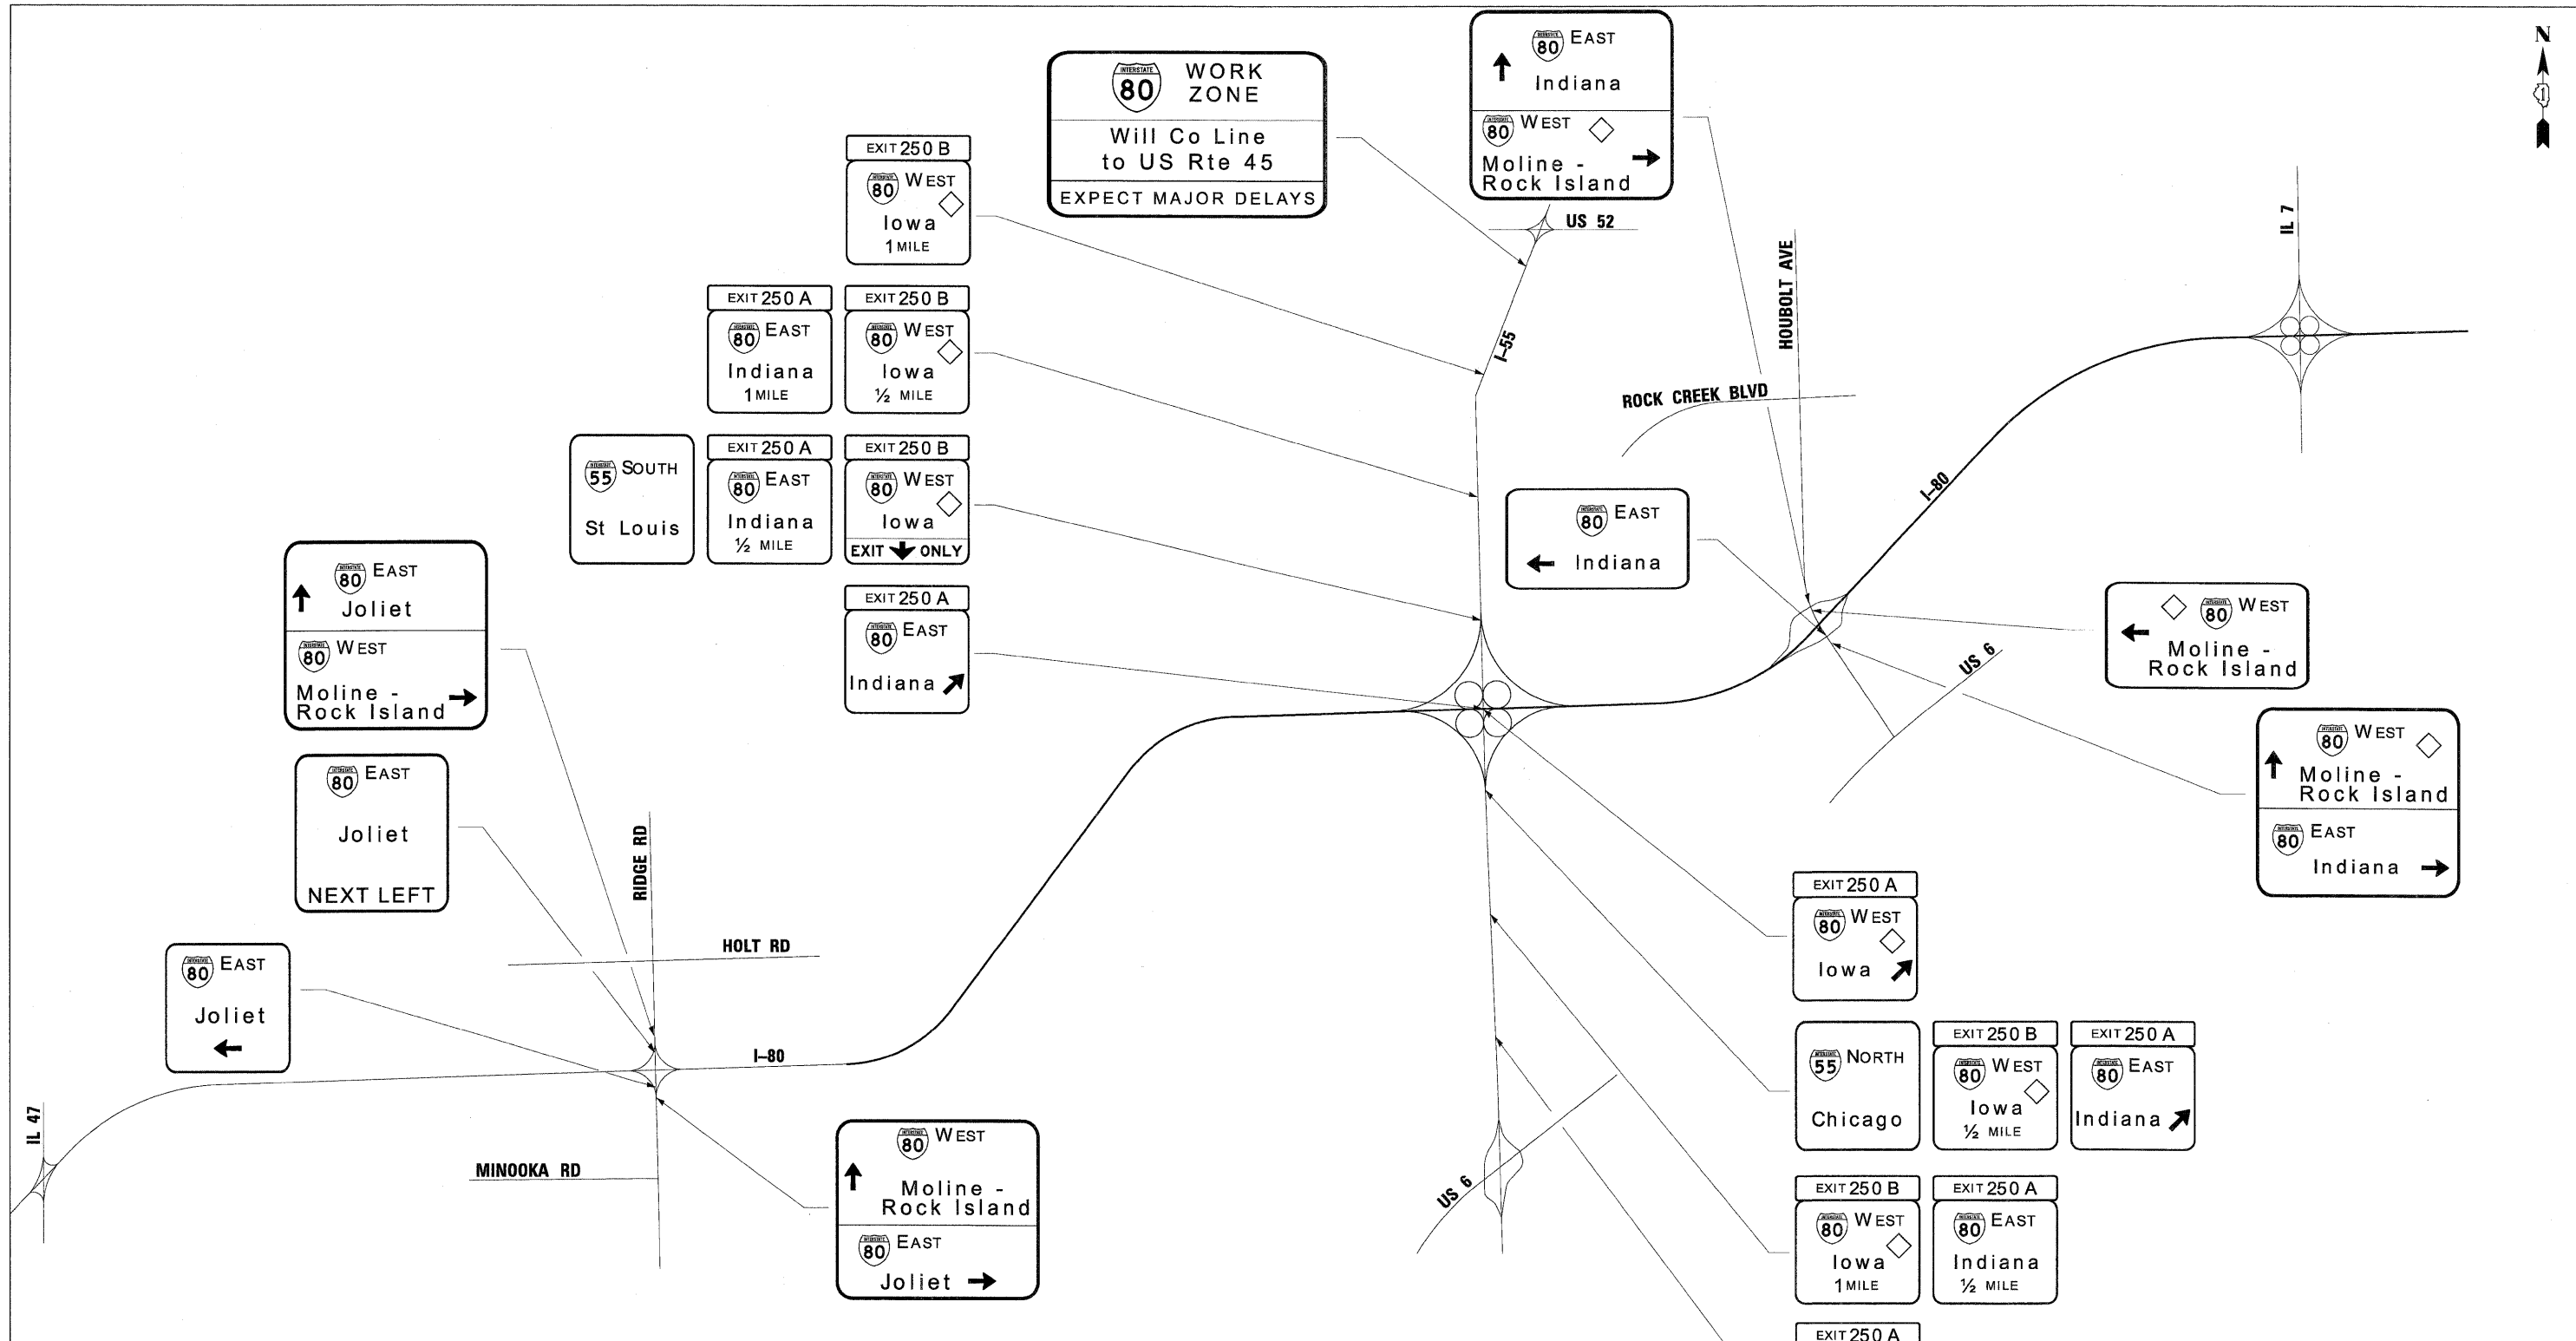 N
1
INTERSTATE
80 EAST
Indiana
80 WEST
Moline -
Rock Island
INTERSTATE
80
WORK
ZONE
Will Co Line
to US Rte 45
EXPECT MAJOR DELAYS
EXIT 250 B
80 WEST
Iowa
1 MILE
US 52
IL 7
HOUBOLT AVE
EXIT 250 A
80 EAST
Indiana
1 MILE
EXIT 250 B
80 WEST
Iowa
½ MILE
I-55
ROCK CREEK BLVD
55 SOUTH
St Louis
EXIT 250 A
80 EAST
Indiana
½ MILE
EXIT 250 B
80 WEST
Iowa
EXIT ONLY
I-80
80 EAST
Indiana
80 EAST
Joliet
80 WEST
Moline -
Rock Island
EXIT 250 A
80 EAST
Indiana
80 WEST
Moline -
Rock Island
US 6
80 WEST
Moline -
Rock Island
80 EAST
Indiana
80 EAST
Joliet
NEXT LEFT
RIDGE RD
HOLT RD
EXIT 250 A
80 WEST
Iowa
80 EAST
Joliet
I-80
55 NORTH
Chicago
EXIT 250 B
80 WEST
Iowa
½ MILE
EXIT 250 A
80 EAST
Indiana
IL 47
MINOOKA RD
80 WEST
Moline -
Rock Island
80 EAST
Joliet
US 6
EXIT 250 B
80 WEST
Iowa
1 MILE
EXIT 250 A
80 EAST
Indiana
½ MILE
EXIT 250 A